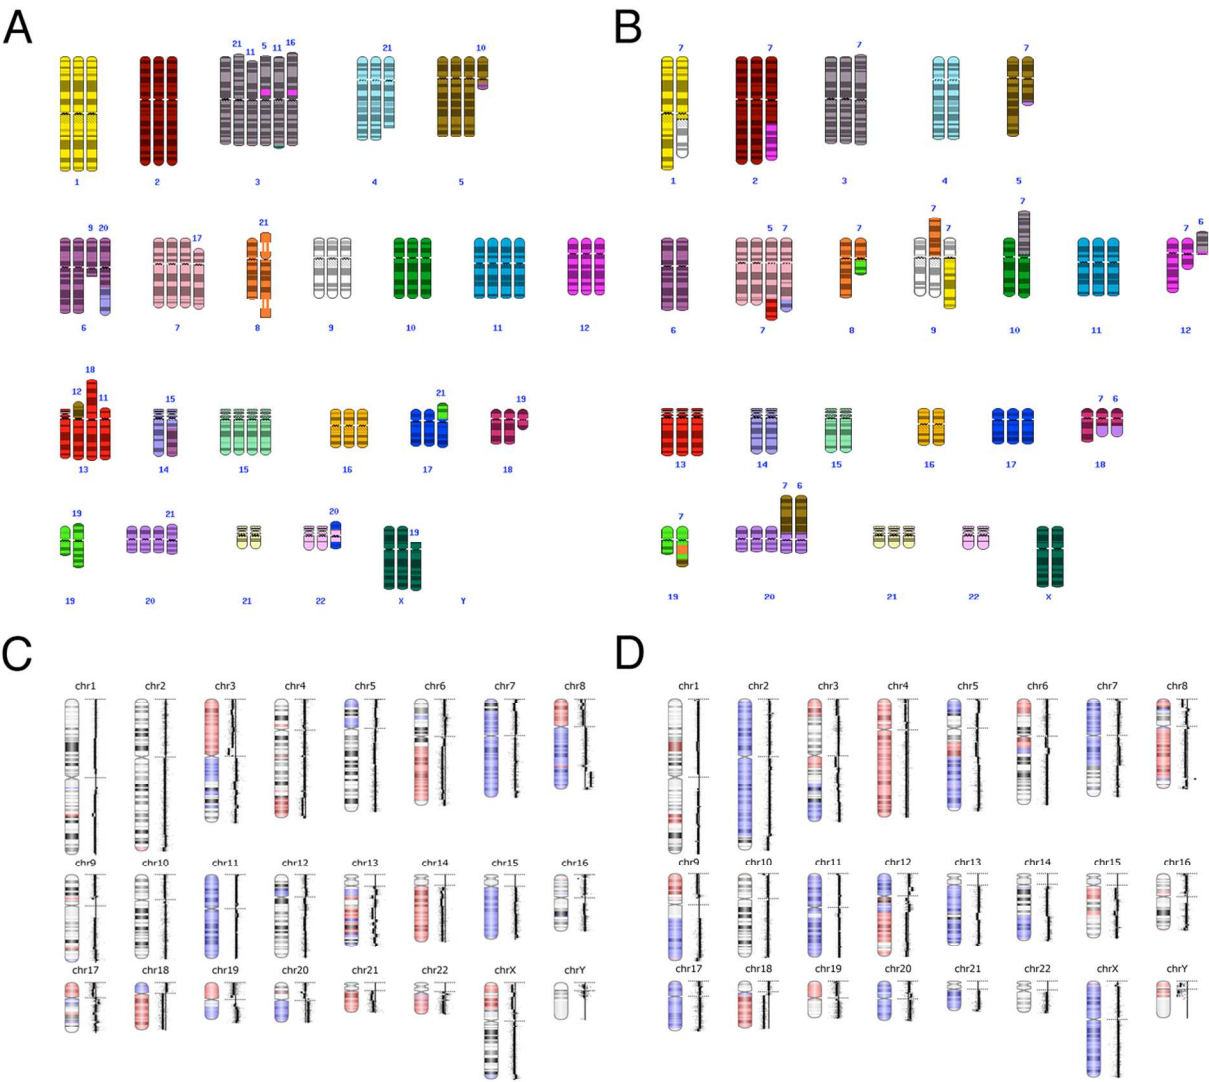 A
21 11 5 11 16 21 10
1 2 3 4 5
9 20 17 21
6 7 8 9 10 11 12
12 18 11 15 21 19
13 14 15 16 17 18
19 21 20 19
19 20 21 22 X Y
B
7 7 7 7
1 2 3 4 5
5 7 7 7 7 7 7 6
6 7 8 9 10 11 12
7 6
13 14 15 16 17 18
7 7 6
19 20 21 22 X
C
chr1 chr2 chr3 chr4 chr5 chr6 chr7 chr8
chr9 chr10 chr11 chr12 chr13 chr14 chr15 chr16
chr17 chr18 chr19 chr20 chr21 chr22 chrX chrY
D
chr1 chr2 chr3 chr4 chr5 chr6 chr7 chr8
chr9 chr10 chr11 chr12 chr13 chr14 chr15 chr16
chr17 chr18 chr19 chr20 chr21 chr22 chrX chrY